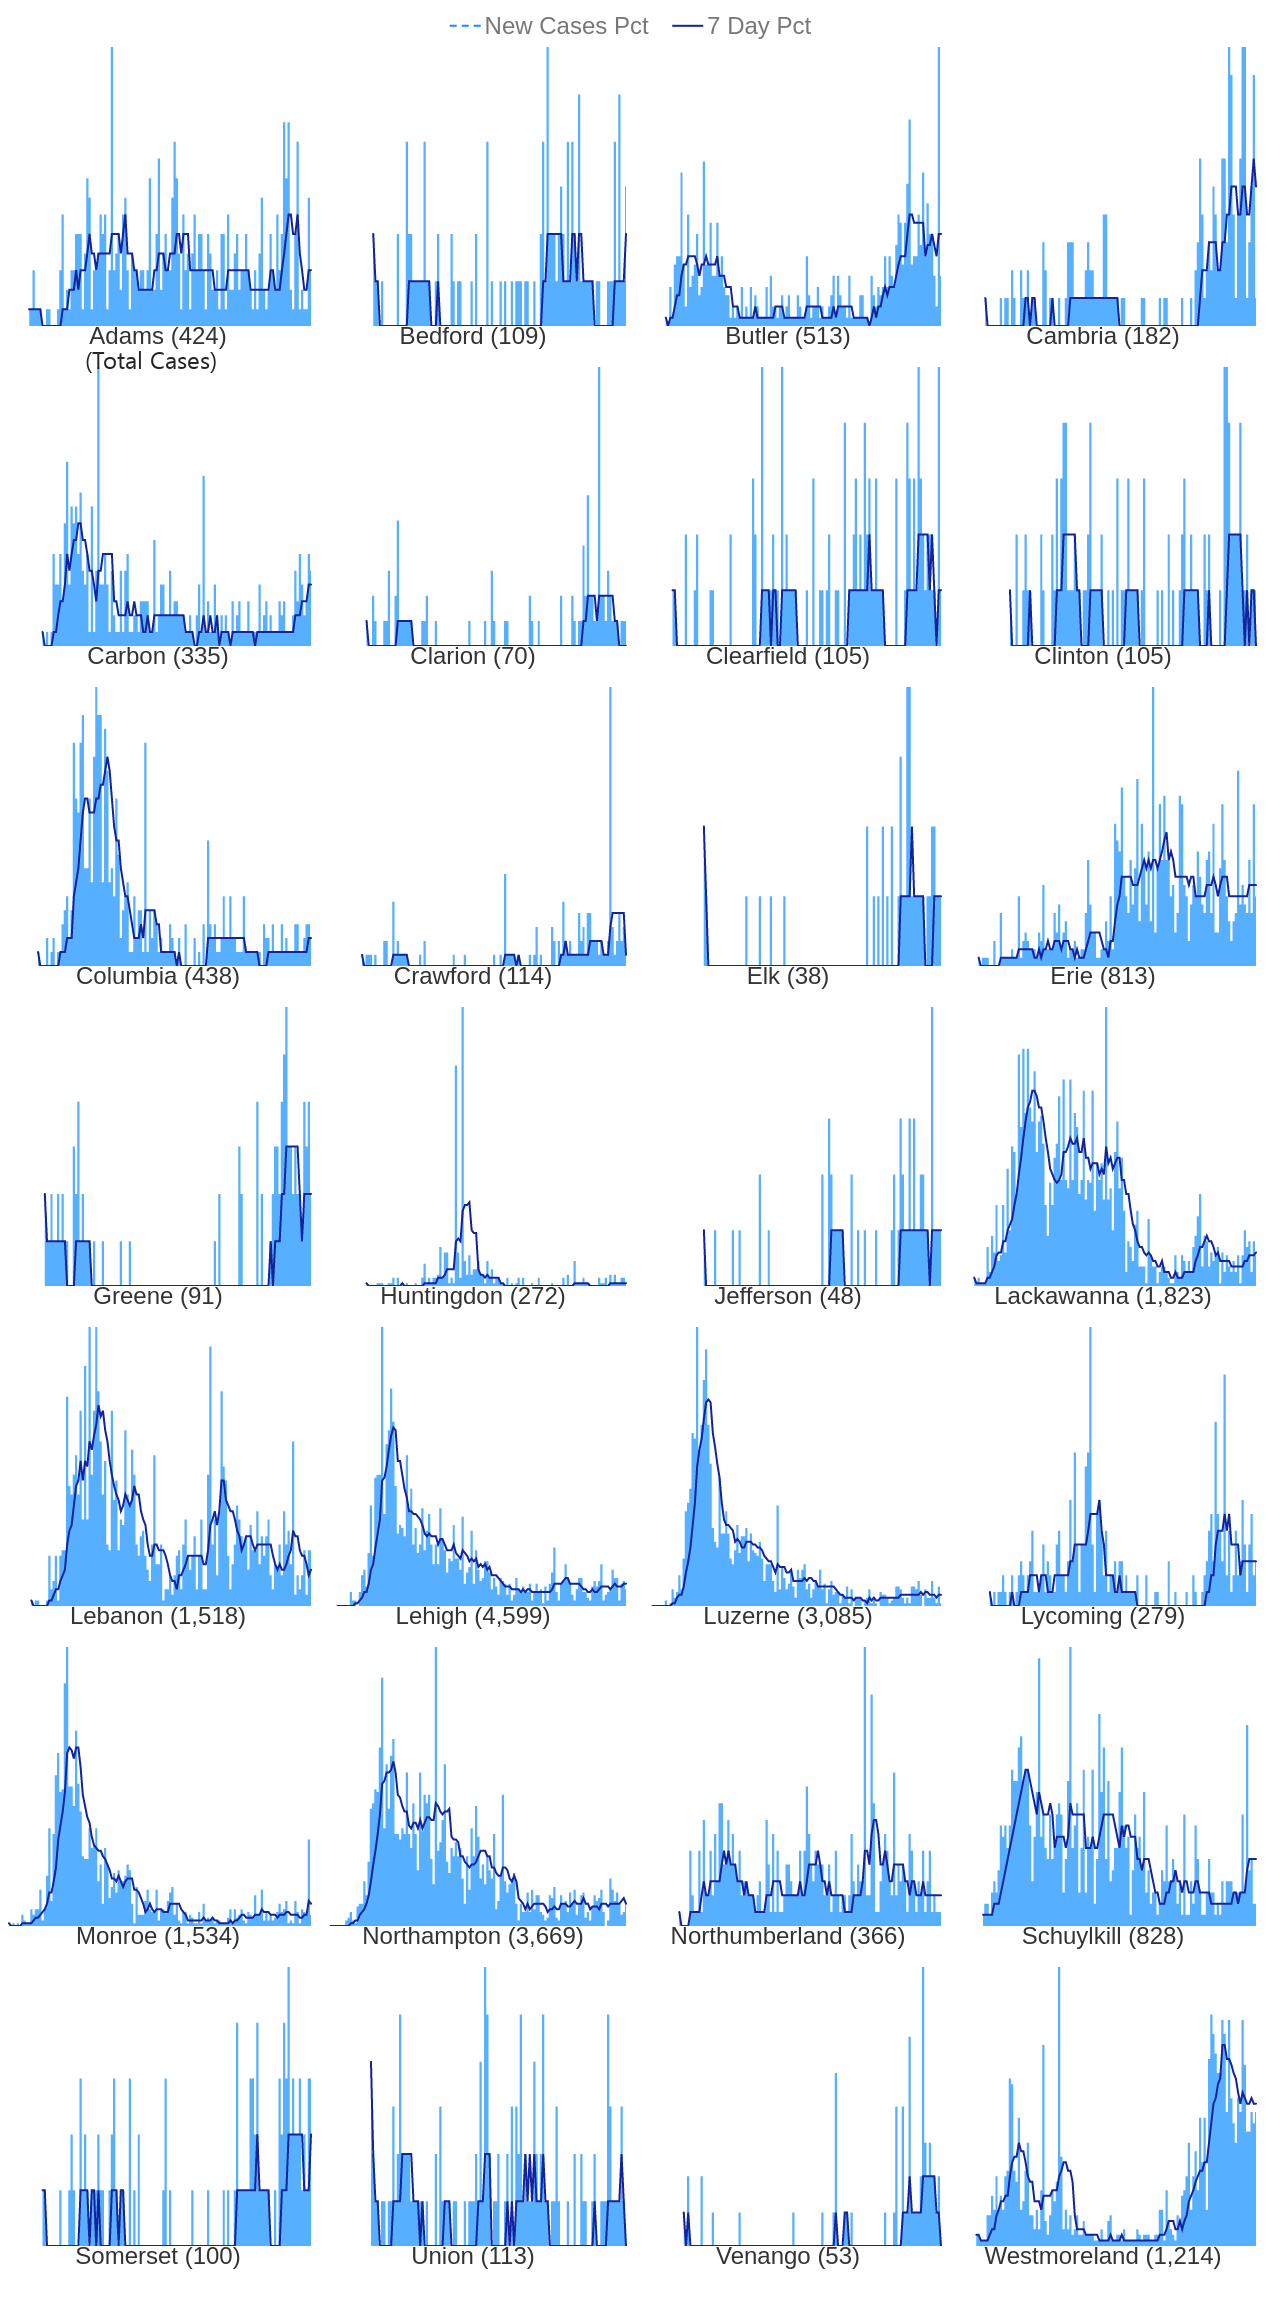 New Cases Pct 7 Day Pct
Adams (424) Bedford (109) Butler (513) Cambria (182)
(Total Cases)
Carbon (335) Clarion (70) Clearfield (105) Clinton (105)
Columbia (438) Crawford (114) Elk (38) Erie (813)
Greene (91) Huntingdon (272) Jefferson (48) Lackawanna (1,823)
Lebanon (1,518) Lehigh (4,599) Luzerne (3,085) Lycoming (279)
Monroe (1,534) Northampton (3,669) Northumberland (366) Schuylkill (828)
Somerset (100) Union (113) Venango (53) Westmoreland (1,214)